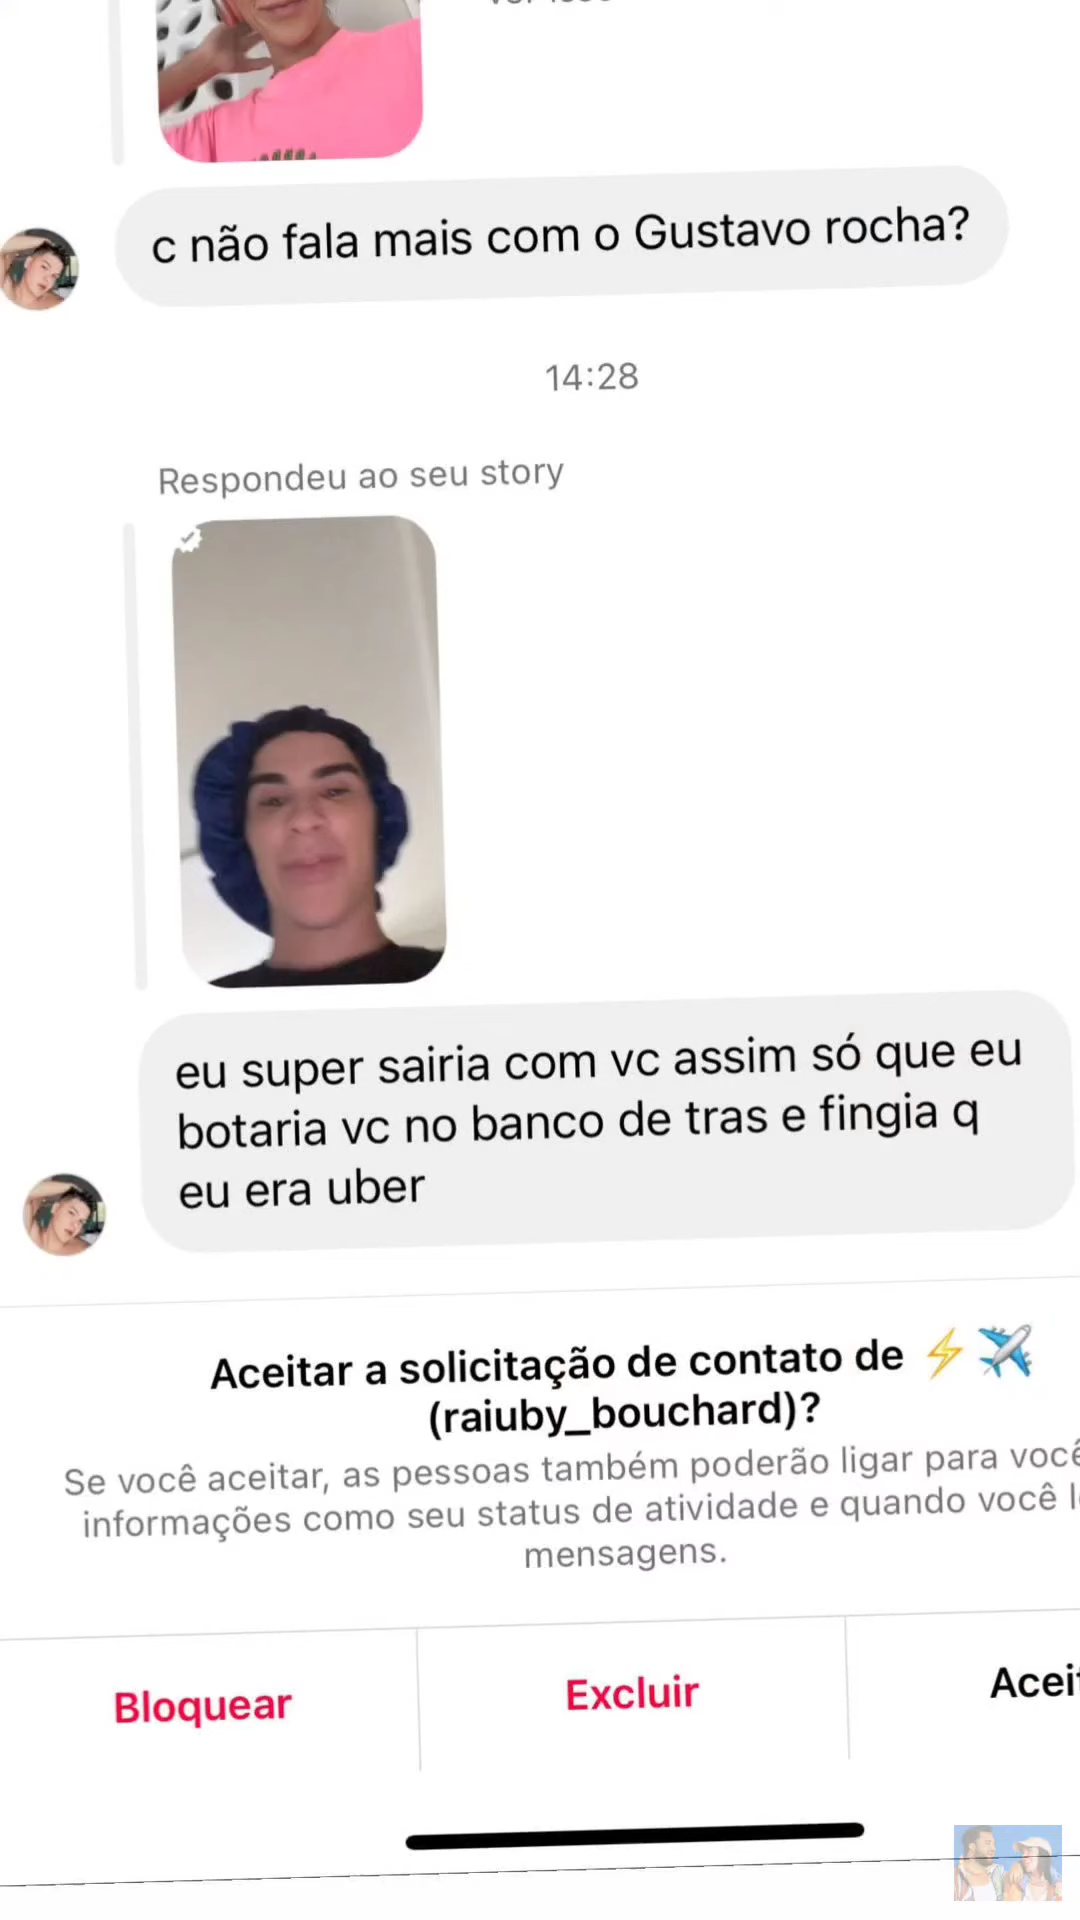 c não fala mais com o Gustavo rocha?
14:28
Respondeu ao seu story
eu super sairia com vc assim só que eu
botaria vc no banco de tras e fingia q
eu era uber
Aceitar a solicitação de contato de ⚡✈️
(raiuby_bouchard)?
Se você aceitar, as pessoas também poderão ligar para você
informações como seu status de atividade e quando você
mensagens.
Bloquear
Excluir